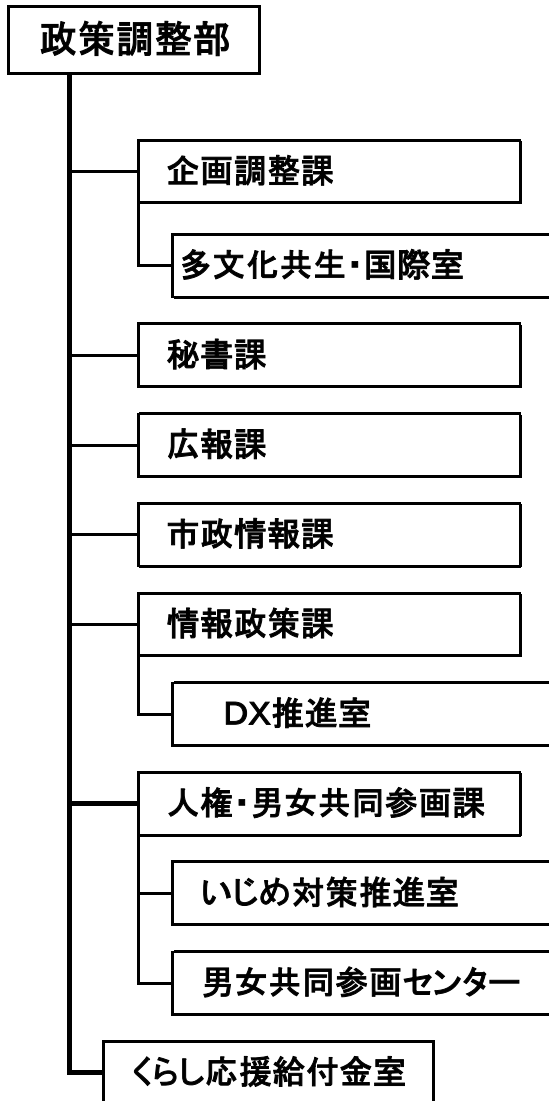 政策調整部
企画調整課
多文化共生・国際室
秘書課
広報課
市政情報課
情報政策課
DX推進室
人権・男女共同参画課
いじめ対策推進室
男女共同参画センター
くらし応援給付金室